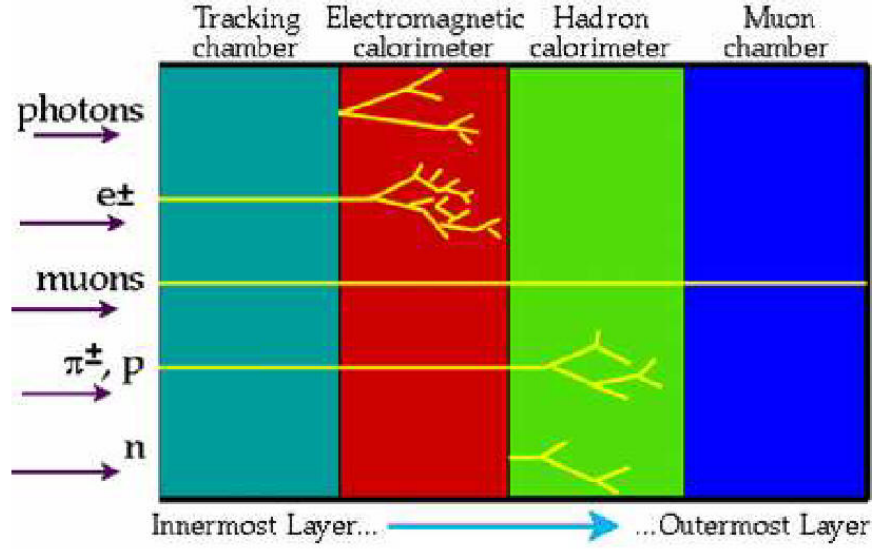 Tracking Electromagnetic Hadron Muon
chamber calorimeter calorimeter chamber
photons
e±
muons
π±, p
n
Innermost Layer... ...Outermost Layer